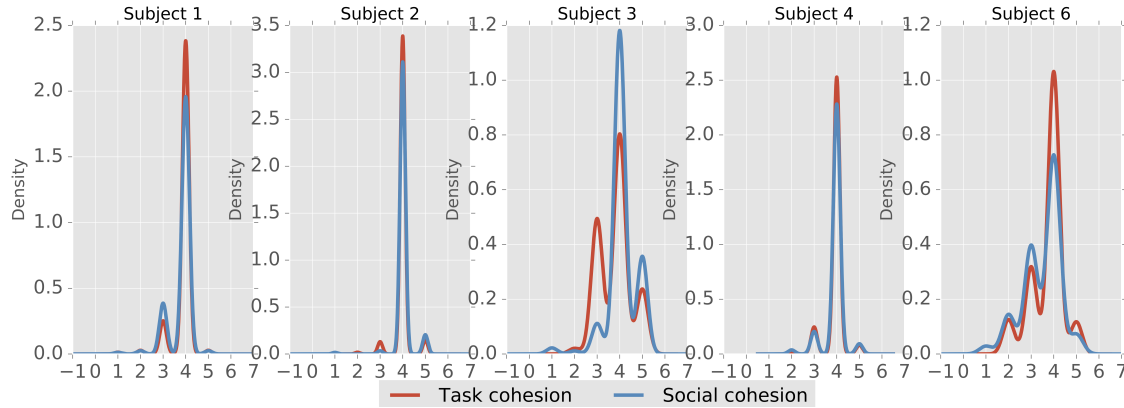 Subject 1 Subject 2 Subject 3 Subject 4 Subject 6
2.5 3.5 1.2 3.0 1.2
3.0
2.0 2.5 1.0 2.5 1.0
2.0 0.8 2.0 0.8
1.5
Density Density Density
1.5 0.6 1.5 0.6
1.0
1.0 0.4 1.0 0.4
0.5 0.5 0.2 0.5 0.2
0.0 0.0 0.0 0.0 0.0
−1 0 1 2 3 4 5 6 7 −1 0 1 2 3 4 5 6 7 −1 0 1 2 3 4 5 6 7 −1 0 1 2 3 4 5 6 7 −1 0 1 2 3 4 5 6 7
Task cohesion Social cohesion